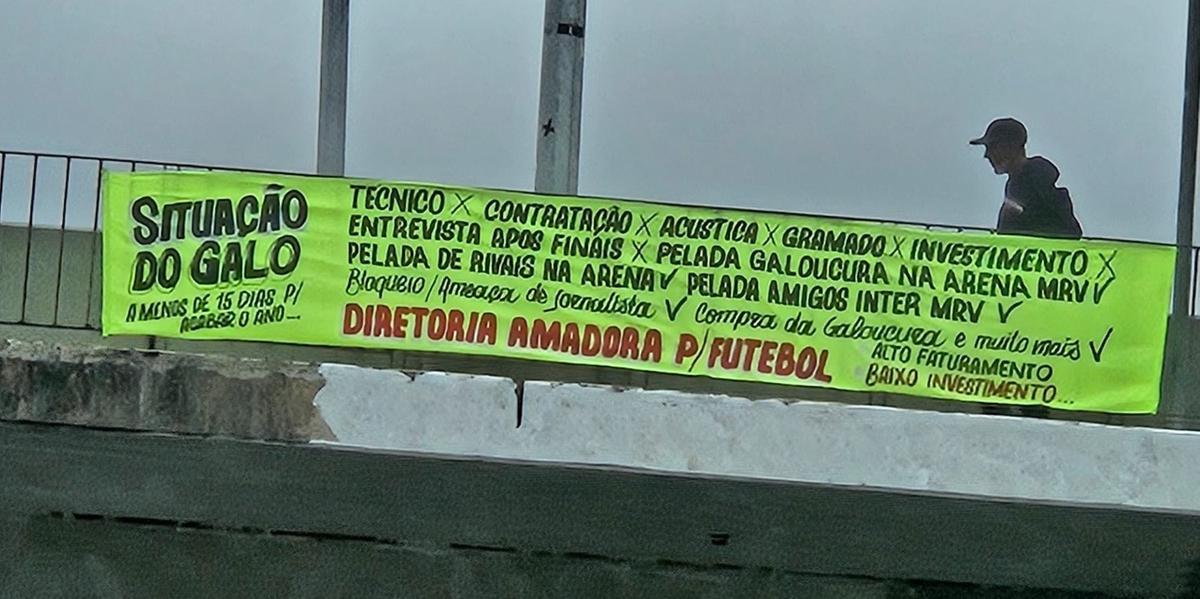 SITUAÇÃO
DO GALO
A MENOS DE 15 DIAS P/
ACABAR O ANO...
TECNICO X CONTRATAÇÃO X ACUSTICA X GRAMADO X INVESTIMENTO X
ENTREVISTA APOS FINAIS X PELADA GALOUCURA NA ARENA MRV ✓
PELADA DE RIVAIS NA ARENA ✓ PELADA AMIGOS INTER MRV ✓
Bloqueio/Ameaça de Jornalista ✓ Compra da Galoucura e muito mais ✓
DIRETORIA AMADORA P/FUTEBOL
ALTO FATURAMENTO
BAIXO INVESTIMENTO...